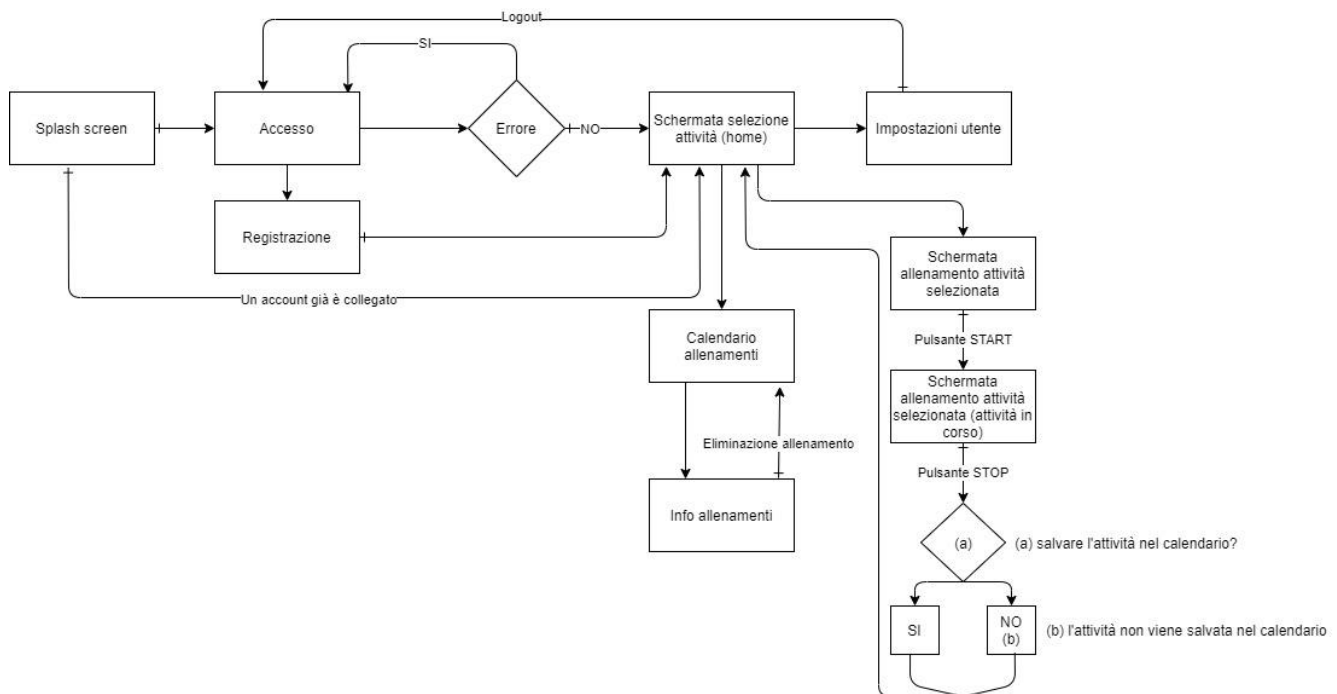 Logout
SI
Splash screen
Accesso
Errore
NO
Schermata selezione
attività (home)
Impostazioni utente
Registrazione
Un account già è collegato
Schermata
allenamento attività
selezionata
Pulsante START
Calendario
allenamenti
Schermata
allenamento attività
selezionata (attività in
corso)
Eliminazione allenamento
Pulsante STOP
Info allenamenti
(a)
(a) salvare l'attività nel calendario?
SI
NO
(b)
(b) l'attività non viene salvata nel calendario